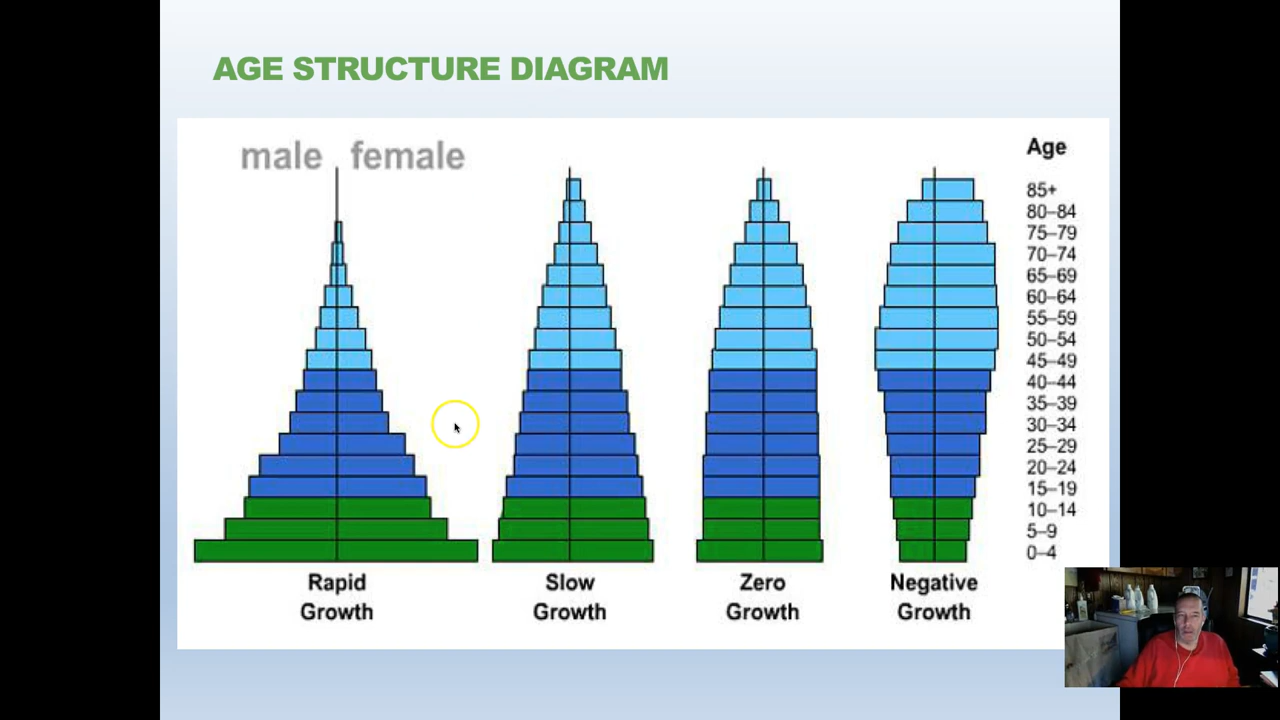 AGE STRUCTURE DIAGRAM
male female
Age
85+
80–84
75–79
70–74
65–69
60–64
55–59
50–54
45–49
40–44
35–39
30–34
25–29
20–24
15–19
10–14
5–9
0–4
Rapid
Growth
Slow
Growth
Zero
Growth
Negative
Growth